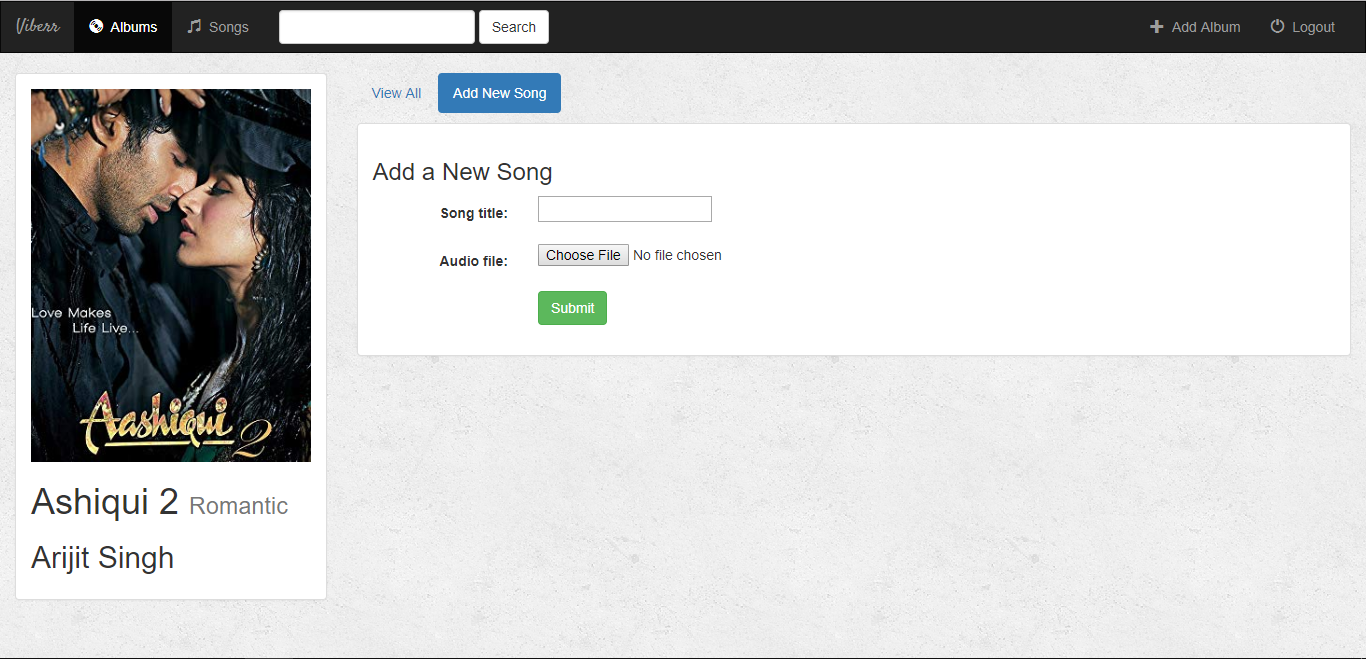 Viberr Albums Songs Search Add Album Logout
View All Add New Song
Add a New Song
Song title:
Audio file: Choose File No file chosen
Submit
Love Makes
Life Live...
Aashiqui 2
Ashiqui 2 Romantic
Arijit Singh